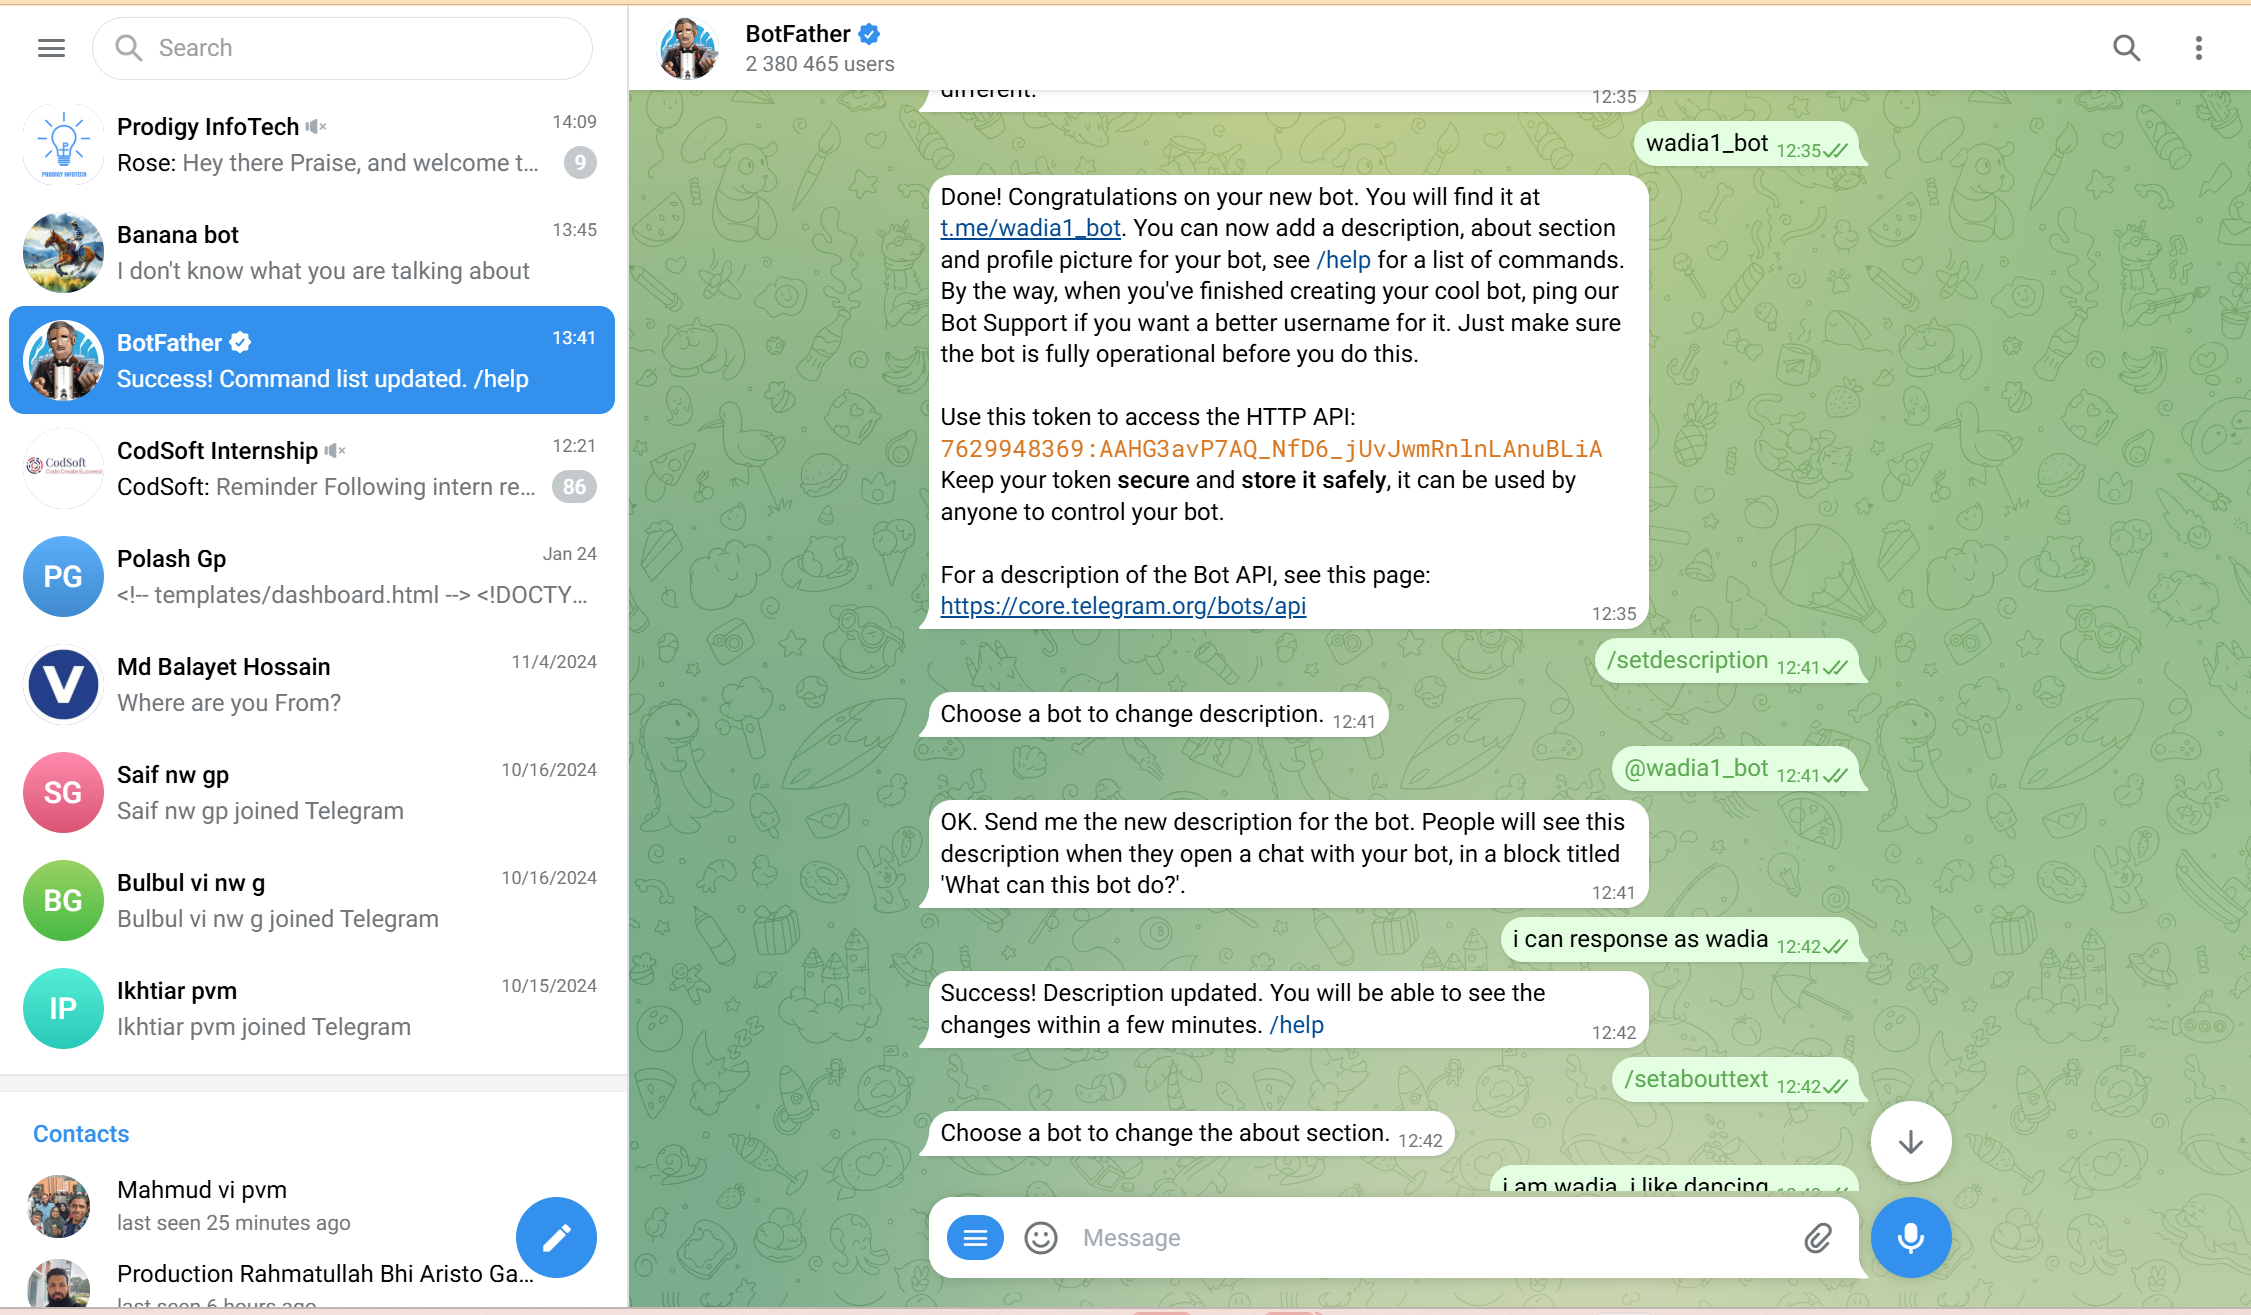 Search
Prodigy InfoTech
14:09
Rose: Hey there Praise, and welcome t...
9
Banana bot
13:45
I don't know what you are talking about
BotFather
13:41
Success! Command list updated. /help
CodSoft
CodSoft Internship
12:21
CodSoft: Reminder Following intern re...
86
PG
Polash Gp
Jan 24
<!-- templates/dashboard.html --> <!DOCTY...
V
Md Balayet Hossain
11/4/2024
Where are you From?
SG
Saif nw gp
10/16/2024
Saif nw gp joined Telegram
BG
Bulbul vi nw g
10/16/2024
Bulbul vi nw g joined Telegram
IP
Ikhtiar pvm
10/15/2024
Ikhtiar pvm joined Telegram
Contacts
Mahmud vi pvm
last seen 25 minutes ago
Production Rahmatullah Bhi Aristo Ga...
last seen 6 hours ago
BotFather
2 380 465 users
different.
12:35
wadia1_bot 12:35
Done! Congratulations on your new bot. You will find it at
t.me/wadia1_bot. You can now add a description, about section
and profile picture for your bot, see /help for a list of commands.
By the way, when you've finished creating your cool bot, ping our
Bot Support if you want a better username for it. Just make sure
the bot is fully operational before you do this.
Use this token to access the HTTP API:
7629948369:AAHG3avP7AQ_NfD6_jUvJwmRnlnLAnuBLiA
Keep your token secure and store it safely, it can be used by
anyone to control your bot.
For a description of the Bot API, see this page:
https://core.telegram.org/bots/api
12:35
/setdescription 12:41
Choose a bot to change description. 12:41
@wadia1_bot 12:41
OK. Send me the new description for the bot. People will see this
description when they open a chat with your bot, in a block titled
'What can this bot do?'.
12:41
i can response as wadia 12:42
Success! Description updated. You will be able to see the
changes within a few minutes. /help
12:42
/setabouttext 12:42
Choose a bot to change the about section. 12:42
i am wadia, i like dancing
Message